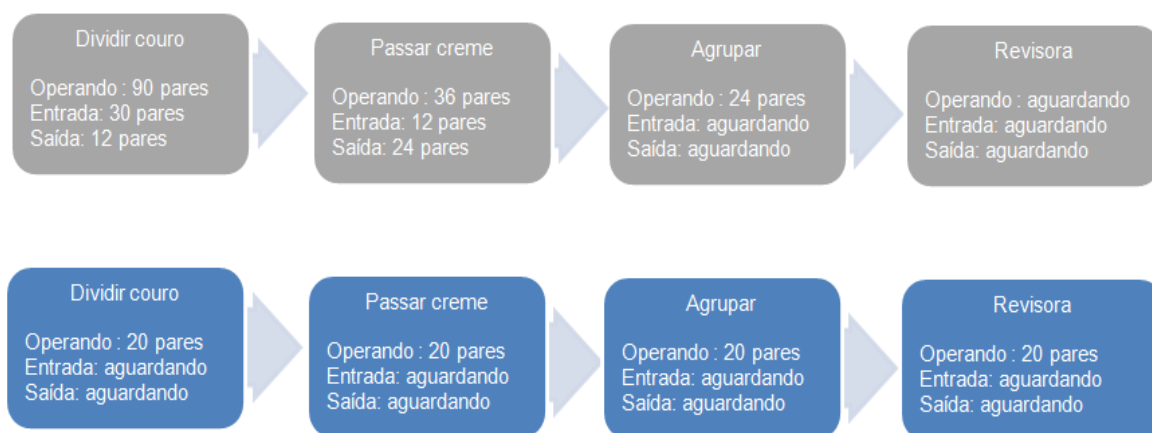 Dividir couro
Operando : 90 pares
Entrada: 30 pares
Saída: 12 pares
Passar creme
Operando : 36 pares
Entrada: 12 pares
Saída: 24 pares
Agrupar
Operando : 24 pares
Entrada: aguardando
Saída: aguardando
Revisora
Operando : aguardando
Entrada: aguardando
Saída: aguardando
Dividir couro
Operando : 20 pares
Entrada: aguardando
Saída: aguardando
Passar creme
Operando : 20 pares
Entrada: aguardando
Saída: aguardando
Agrupar
Operando : 20 pares
Entrada: aguardando
Saída: aguardando
Revisora
Operando : 20 pares
Entrada: aguardando
Saída: aguardando